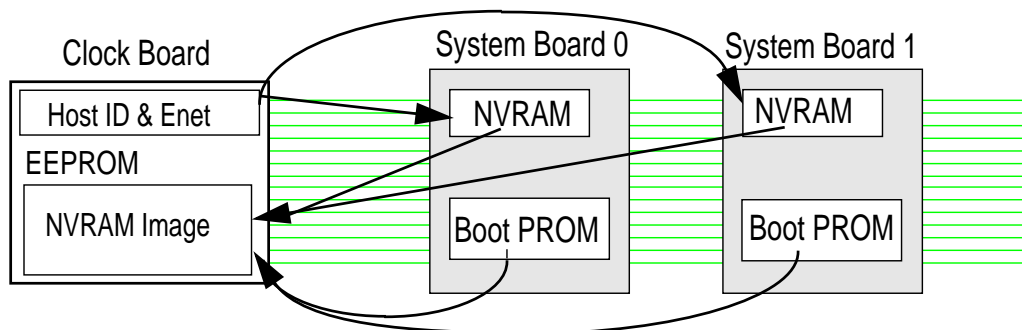 Clock Board
Host ID & Enet
EEPROM
NVRAM Image
System Board 0
NVRAM
Boot PROM
System Board 1
NVRAM
Boot PROM